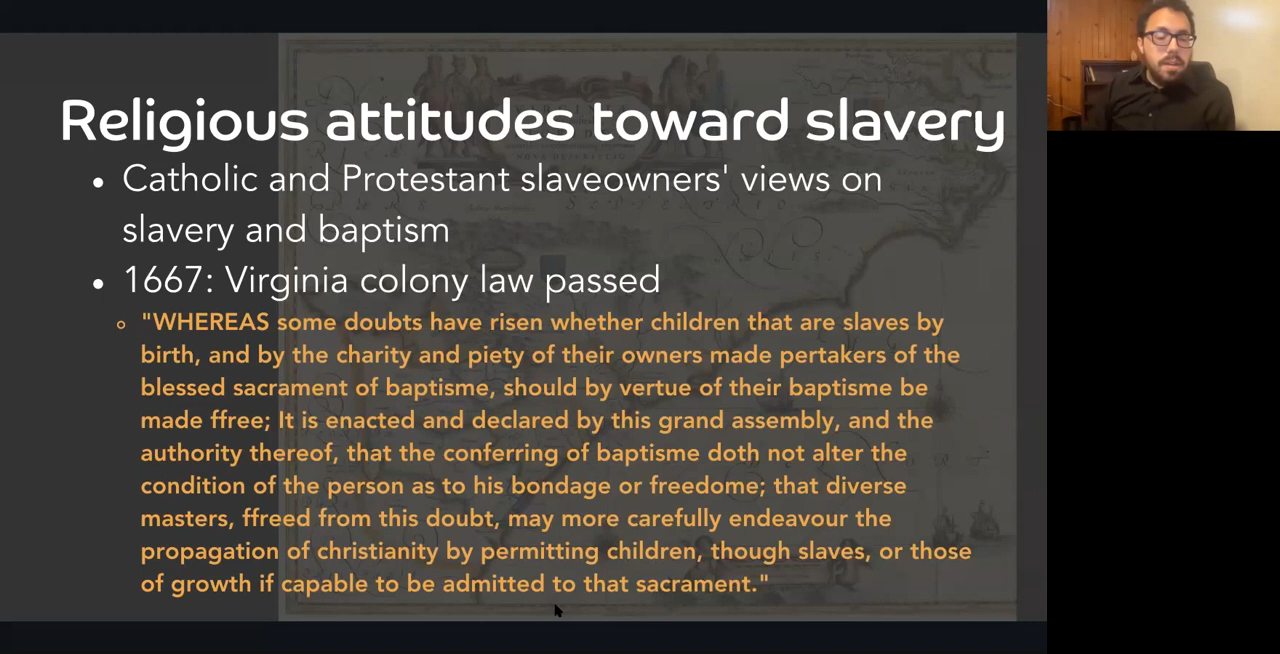 Religious attitudes toward slavery
• Catholic and Protestant slaveowners' views on
slavery and baptism
• 1667: Virginia colony law passed
○ "WHEREAS some doubts have risen whether children that are slaves by
birth, and by the charity and piety of their owners made pertakers of the
blessed sacrament of baptisme, should by vertue of their baptisme be
made ffree; It is enacted and declared by this grand assembly, and the
authority thereof, that the conferring of baptisme doth not alter the
condition of the person as to his bondage or freedome; that diverse
masters, ffreed from this doubt, may more carefully endeavour the
propagation of christianity by permitting children, though slaves, or those
of growth if capable to be admitted to that sacrament."